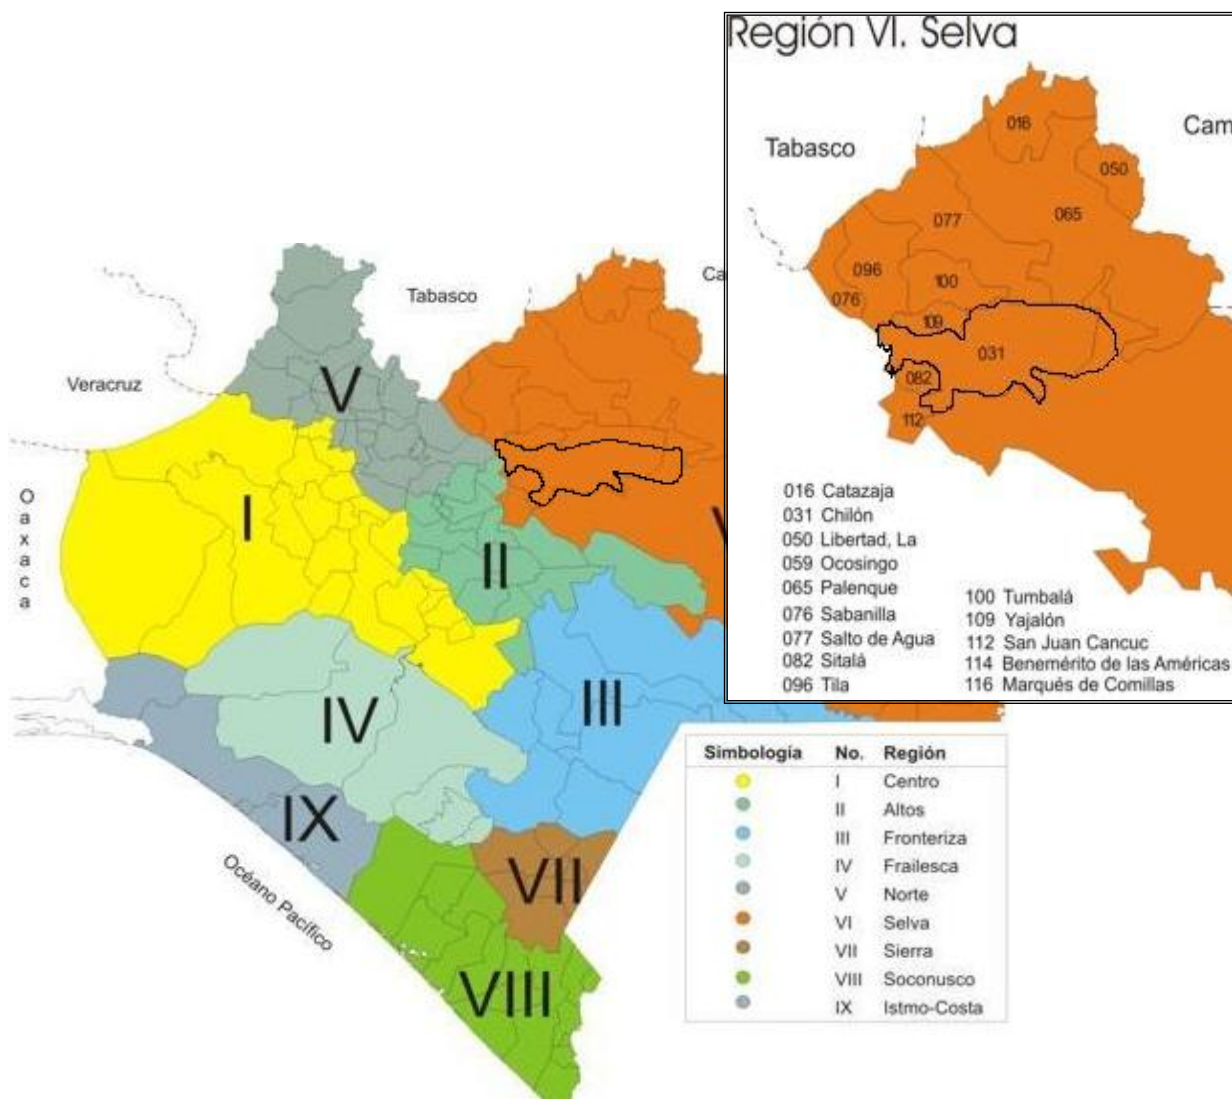 Región VI. Selva
Tabasco
Cam
016
050
077
065
096
100
076
109
031
082
112
016 Catazaja
031 Chilón
050 Libertad, La
059 Ocosingo
065 Palenque
076 Sabanilla
077 Salto de Agua
082 Sitalá
096 Tila
100 Tumbalá
109 Yajalón
112 San Juan Cancuc
114 Benemérito de las Américas
116 Marqués de Comillas
Tabasco
Ca
Veracruz
Oaxaca
V
I
II
III
IV
IX
VII
VIII
Océano Pacífico
Simbología No. Región
I Centro
II Altos
III Fronteriza
IV Frailesca
V Norte
VI Selva
VII Sierra
VIII Soconusco
IX Istmo-Costa